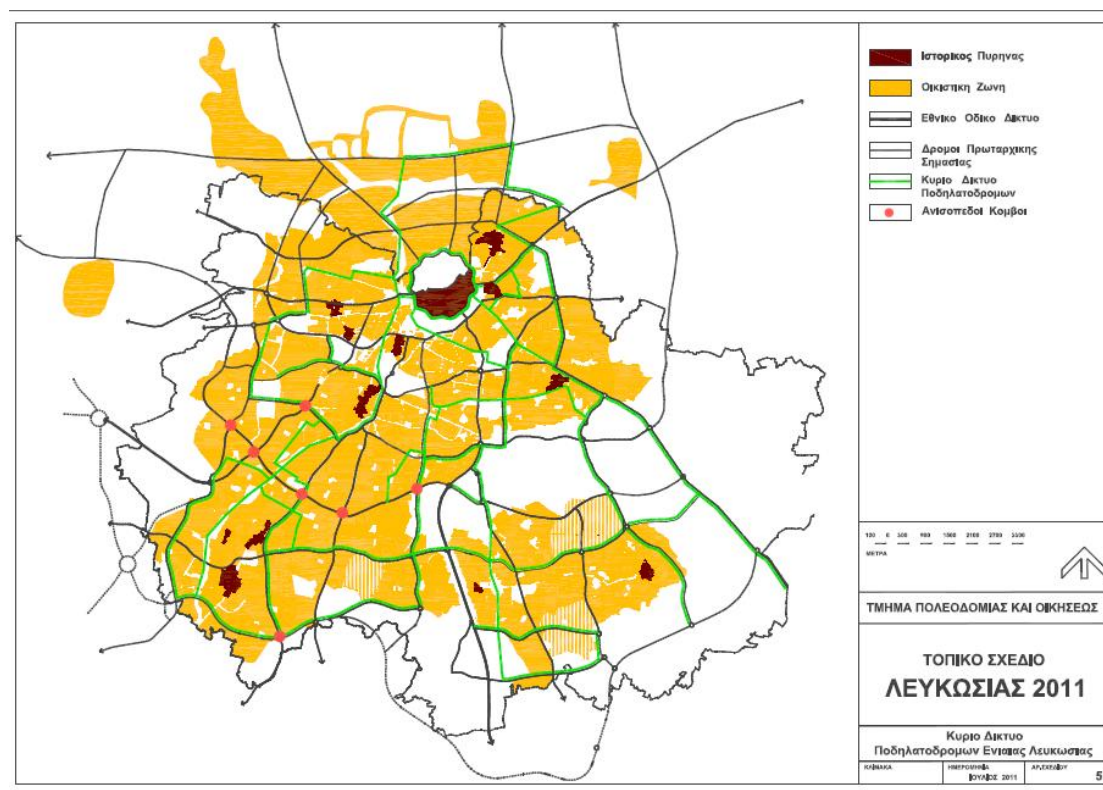 Ιστορικος Πυρηνας
Οικιστικη Ζωνη
Εθνικο Οδικο Δικτυο
Δρομοι Πρωταρχικης
Σημασιας
Κυριο Δικτυο
Ποδηλατοδρομων
Ανισοπεδοι Κομβοι
ΜΕΤΡΑ
ΤΜΗΜΑ ΠΟΛΕΟΔΟΜΙΑΣ ΚΑΙ ΟΙΚΗΣΕΩΣ
ΤΟΠΙΚΟ ΣΧΕΔΙΟ
ΛΕΥΚΩΣΙΑΣ 2011
Κυριο Δικτυο
Ποδηλατοδρομων Ενιαιας Λευκωσιας
ΚΛΙΜΑΚΑ ΗΜΕΡΟΜΗΝΙΑ ΑΡ.ΣΧΕΔΙΟΥ
ΙΟΥΛΙΟΣ 2011 5